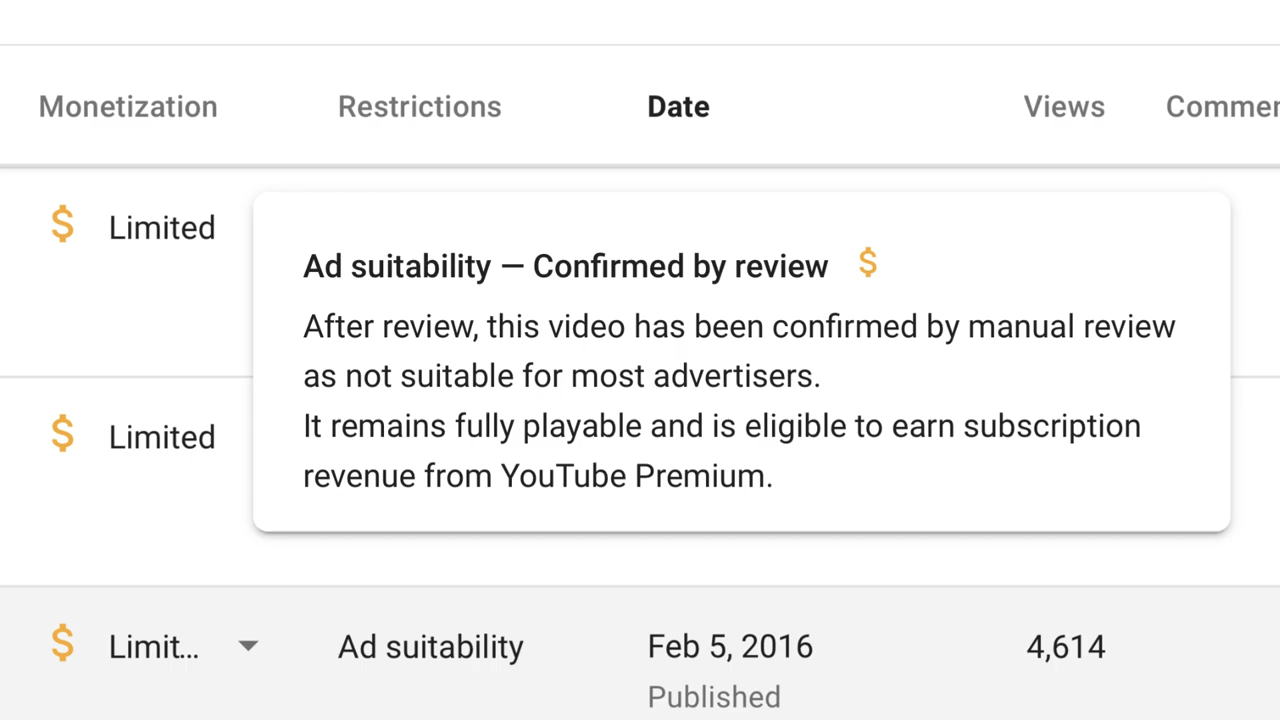 Monetization Restrictions Date Views Commen
$ Limited
Ad suitability — Confirmed by review $
After review, this video has been confirmed by manual review
as not suitable for most advertisers.
It remains fully playable and is eligible to earn subscription
revenue from YouTube Premium.
$ Limited
$ Limit... Ad suitability Feb 5, 2016 4,614
Published